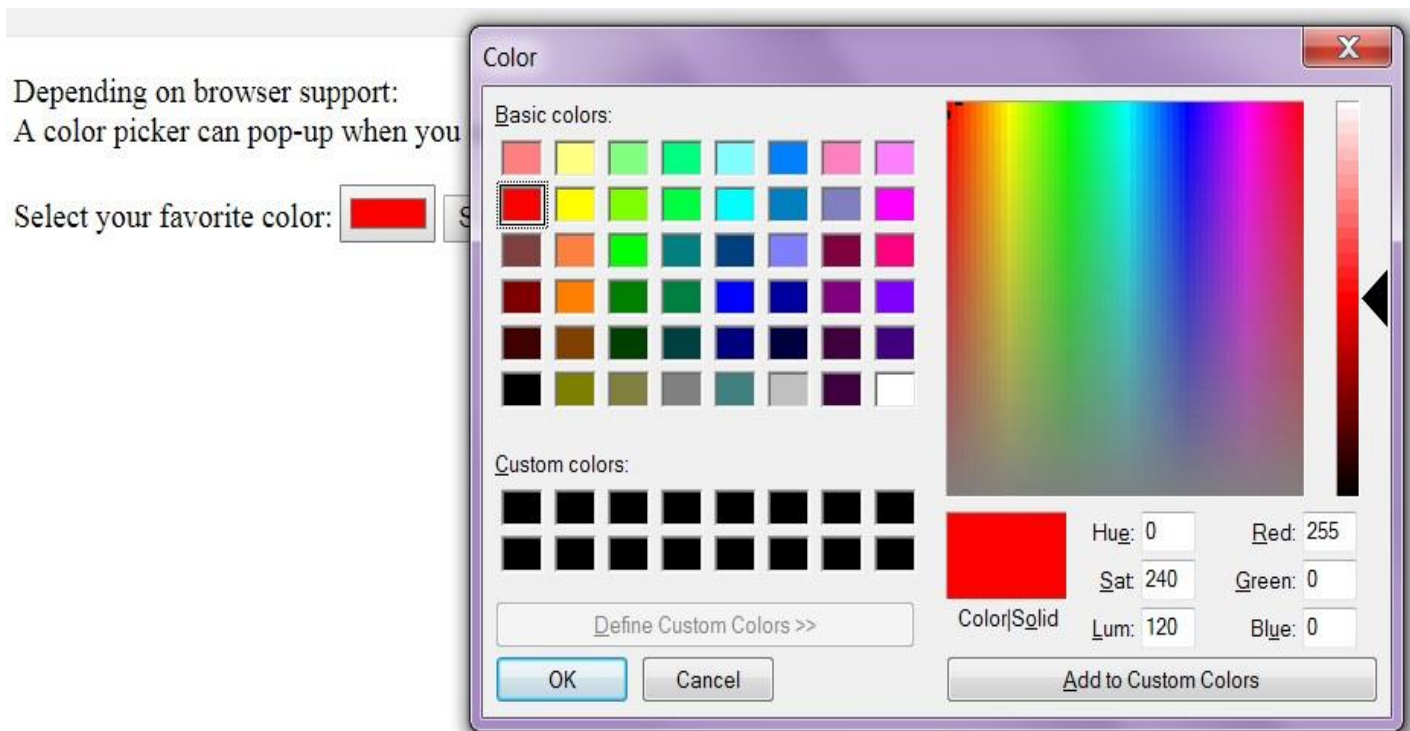 Depending on browser support:
A color picker can pop-up when you
Select your favorite color:
S
Color
X
Basic colors:
Custom colors:
Define Custom Colors >>
OK
Cancel
Color|Solid
Hue: 0
Sat: 240
Lum: 120
Red: 255
Green: 0
Blue: 0
Add to Custom Colors